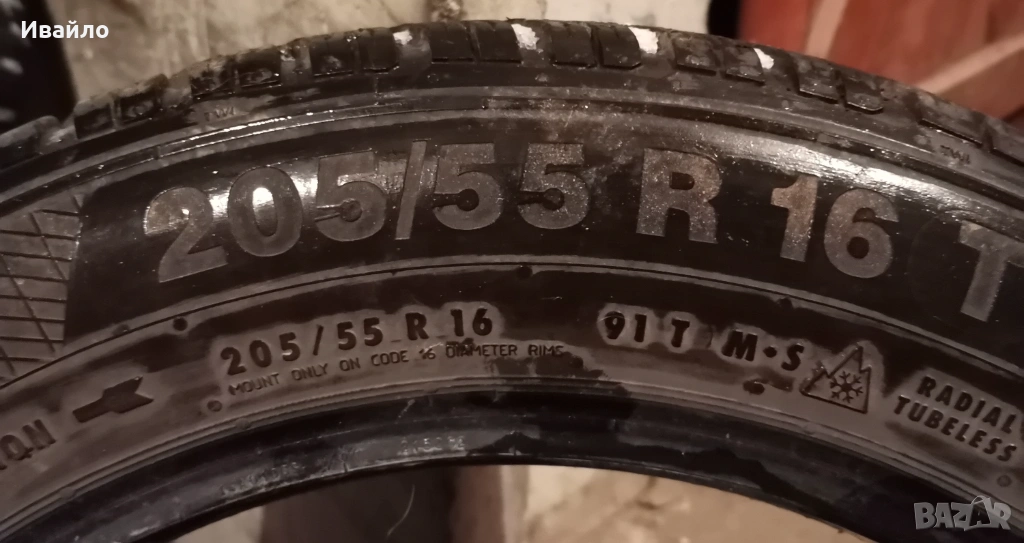 Ивайло
205/55 R 16 T
205/55 R 16 91 T M·S
MOUNT ONLY ON CODE 16 DIAMETER RIMS
RADIAL
TUBELESS
BAZAR